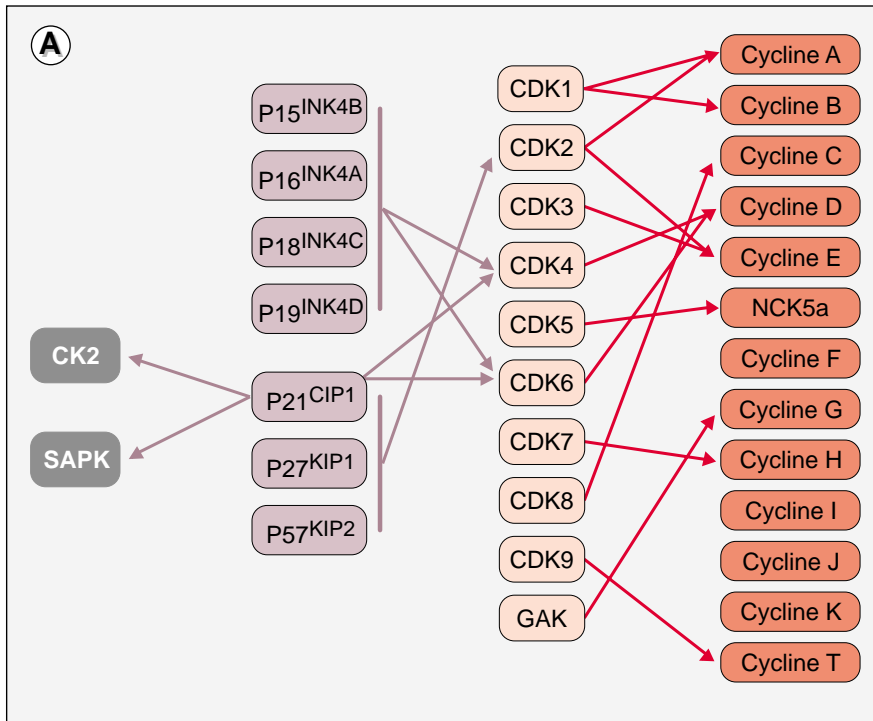 A
P15INK4B
P16INK4A
P18INK4C
P19INK4D
CK2
SAPK
P21CIP1
P27KIP1
P57KIP2
CDK1
CDK2
CDK3
CDK4
CDK5
CDK6
CDK7
CDK8
CDK9
GAK
Cycline A
Cycline B
Cycline C
Cycline D
Cycline E
NCK5a
Cycline F
Cycline G
Cycline H
Cycline I
Cycline J
Cycline K
Cycline T